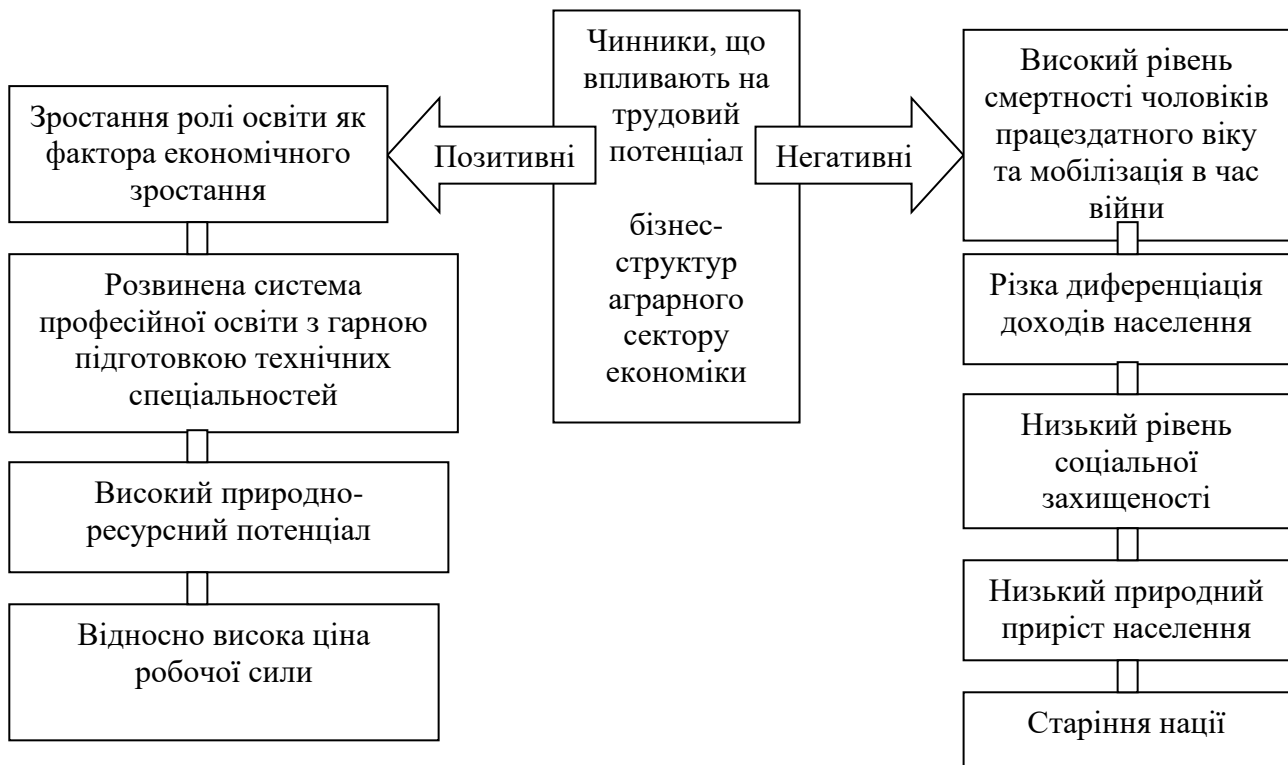 Чинники, що
впливають на
трудовий
потенціал
бізнес-
структур
аграрного
сектору
економіки
Позитивні
Зростання ролі освіти як
фактора економічного
зростання
Розвинена система
професійної освіти з гарною
підготовкою технічних
спеціальностей
Високий природно-
ресурсний потенціал
Відносно висока ціна
робочої сили
Негативні
Високий рівень
смертності чоловіків
працездатного віку
та мобілізація в час
війни
Різка диференціація
доходів населення
Низький рівень
соціальної
захищеності
Низький природний
приріст населення
Старіння нації